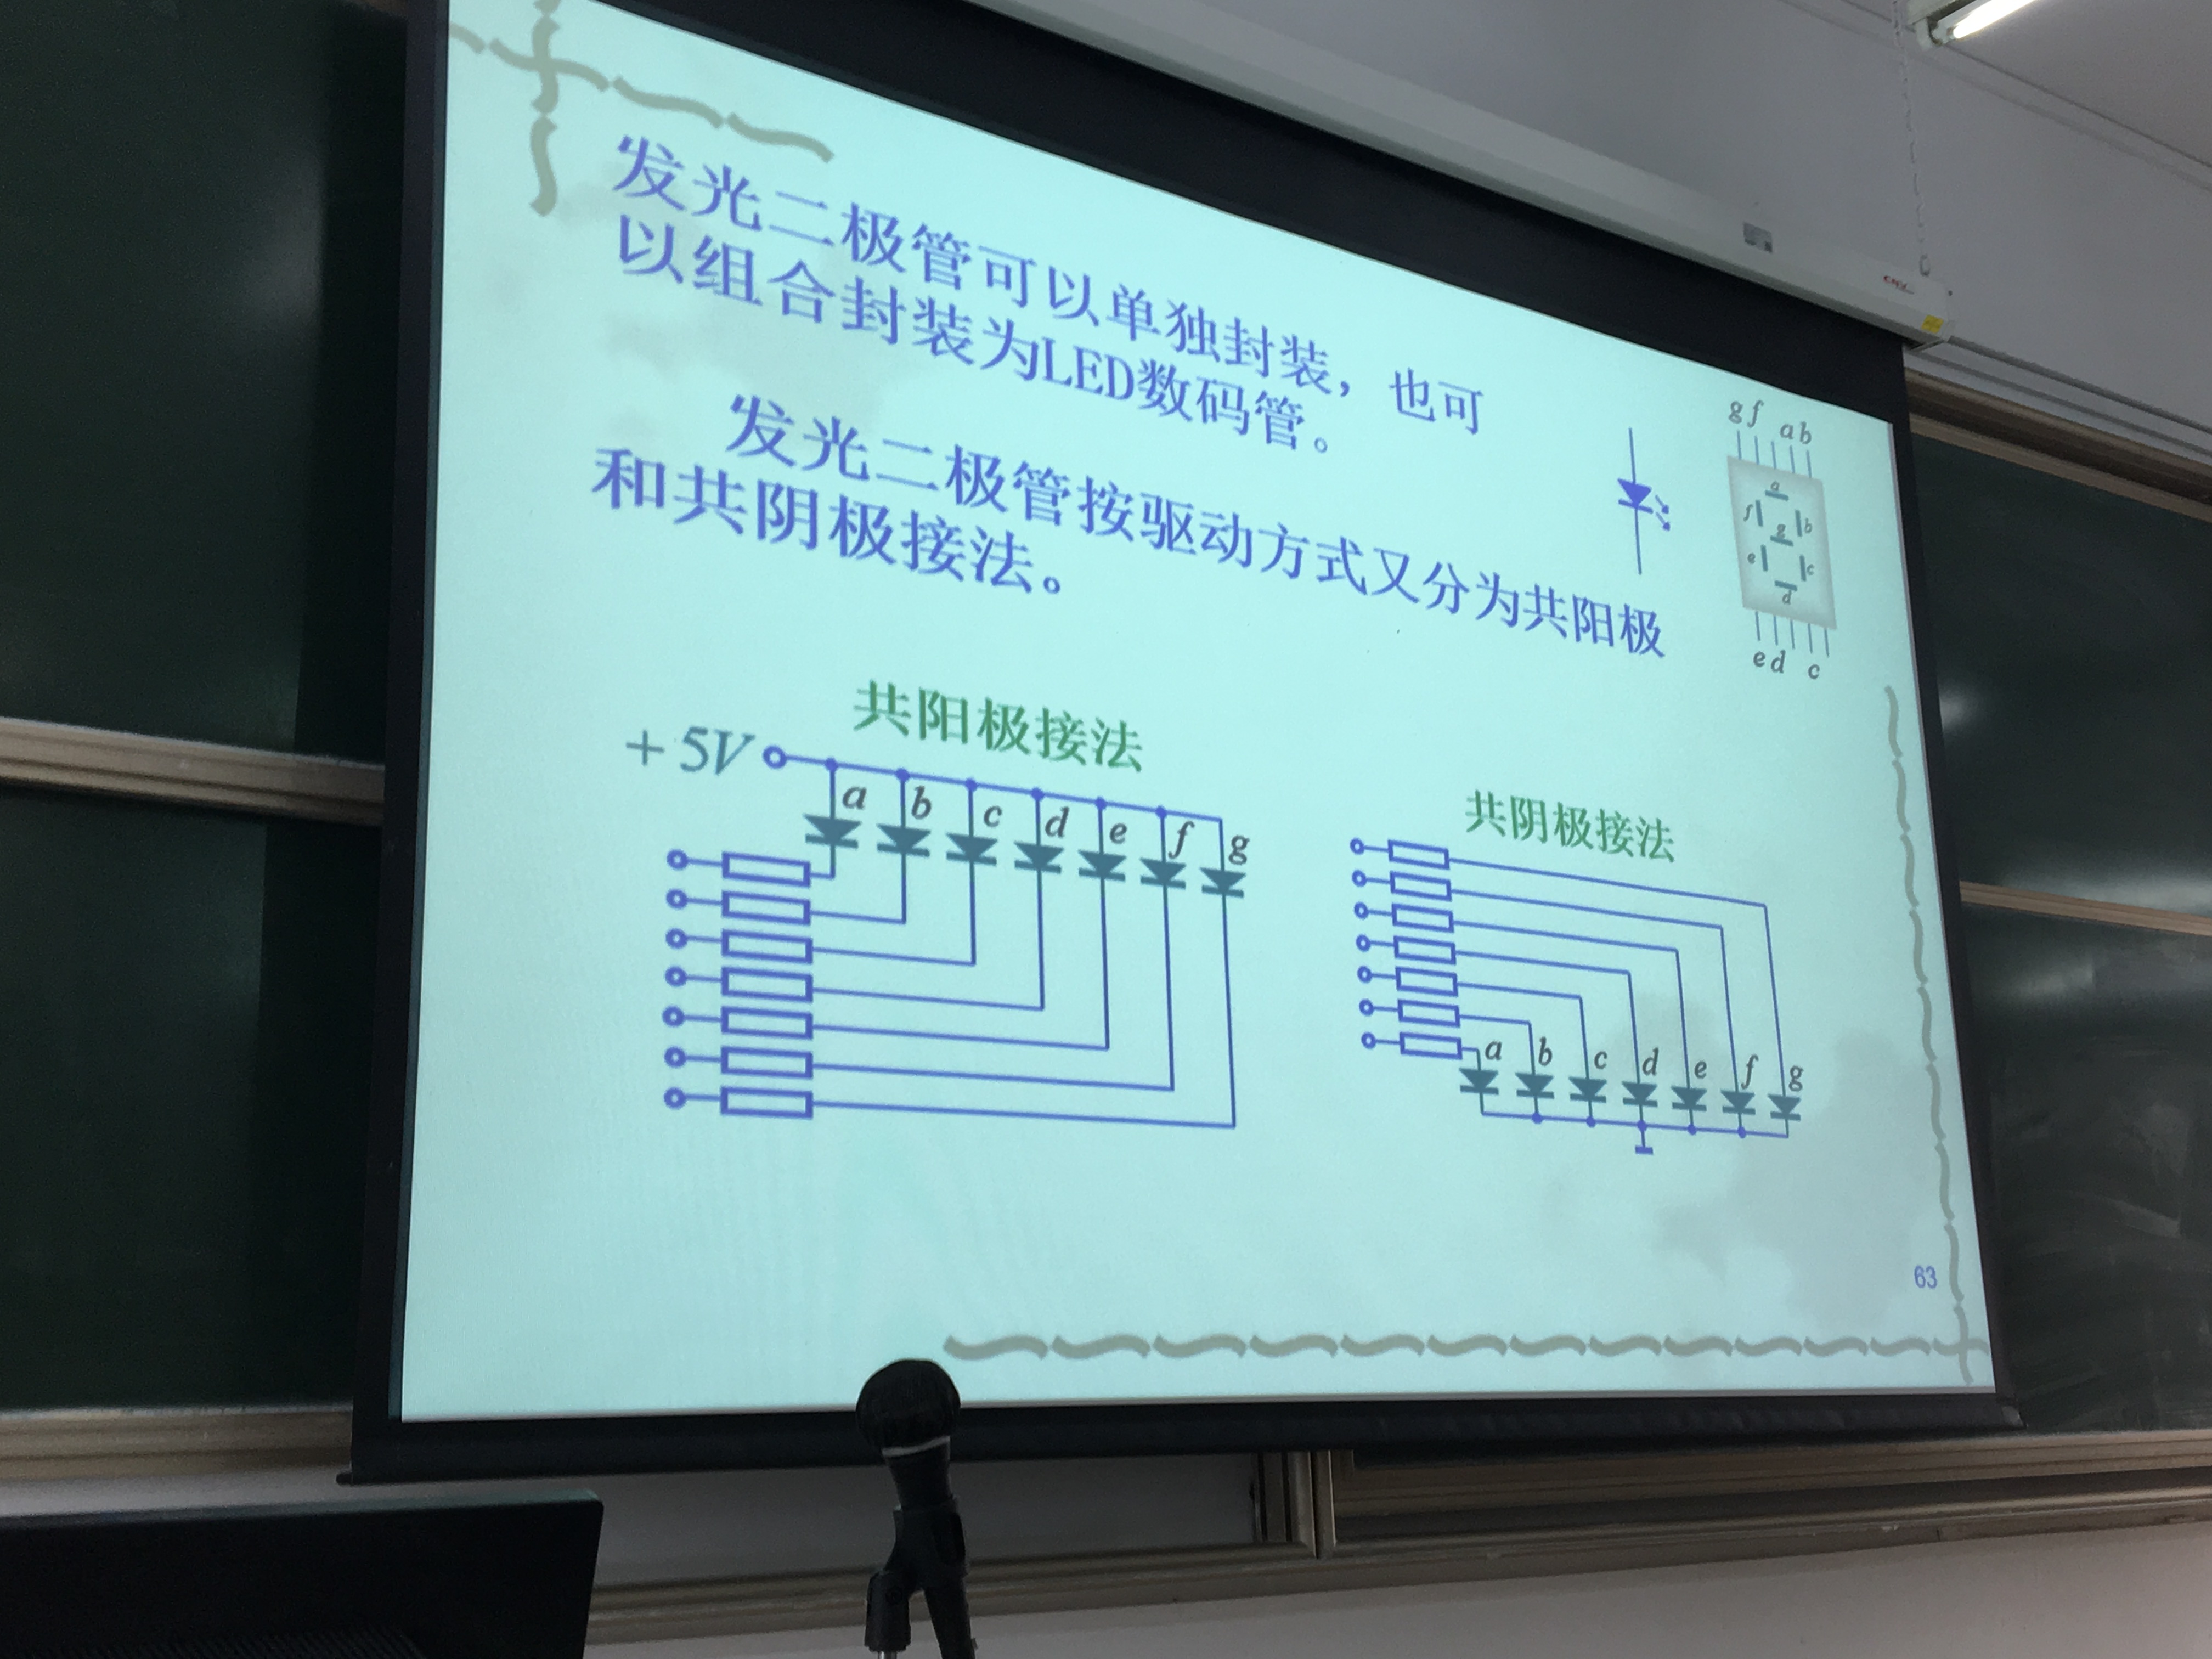 发光二极管可以单独封装，也可
以组合封装为LED数码管。
发光二极管按驱动方式又分为共阳极
和共阴极接法。
g f a b
a
f b
g
e c
d
e d c
共阳极接法
+5V
a b c d e f g
共阴极接法
a b c d e f g
63